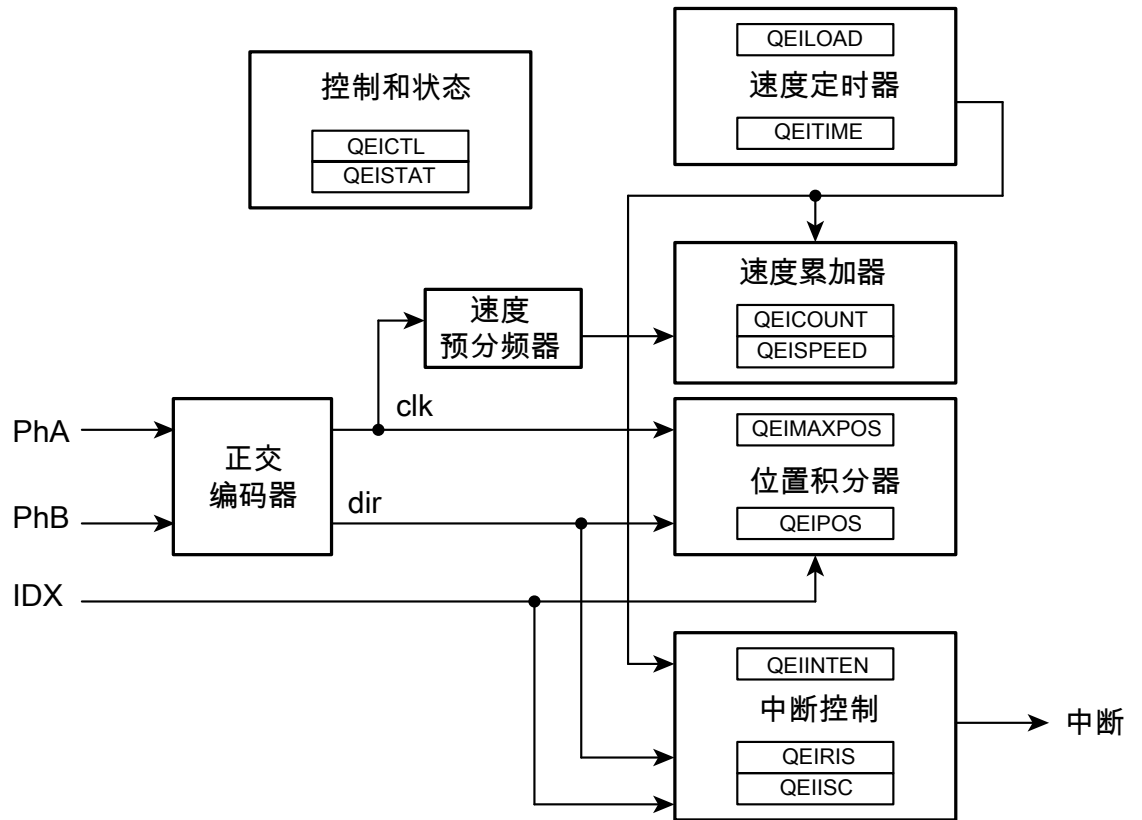 QEILOAD
速度定时器
QEITIME
控制和状态
QEICTL
QEISTAT
速度累加器
QEICOUNT
QEISPEED
速度
预分频器
PhA
PhB
IDX
正交
编码器
clk
dir
QEIMAXPOS
位置积分器
QEIPOS
QEIINTEN
中断控制
QEIRIS
QEIISC
中断